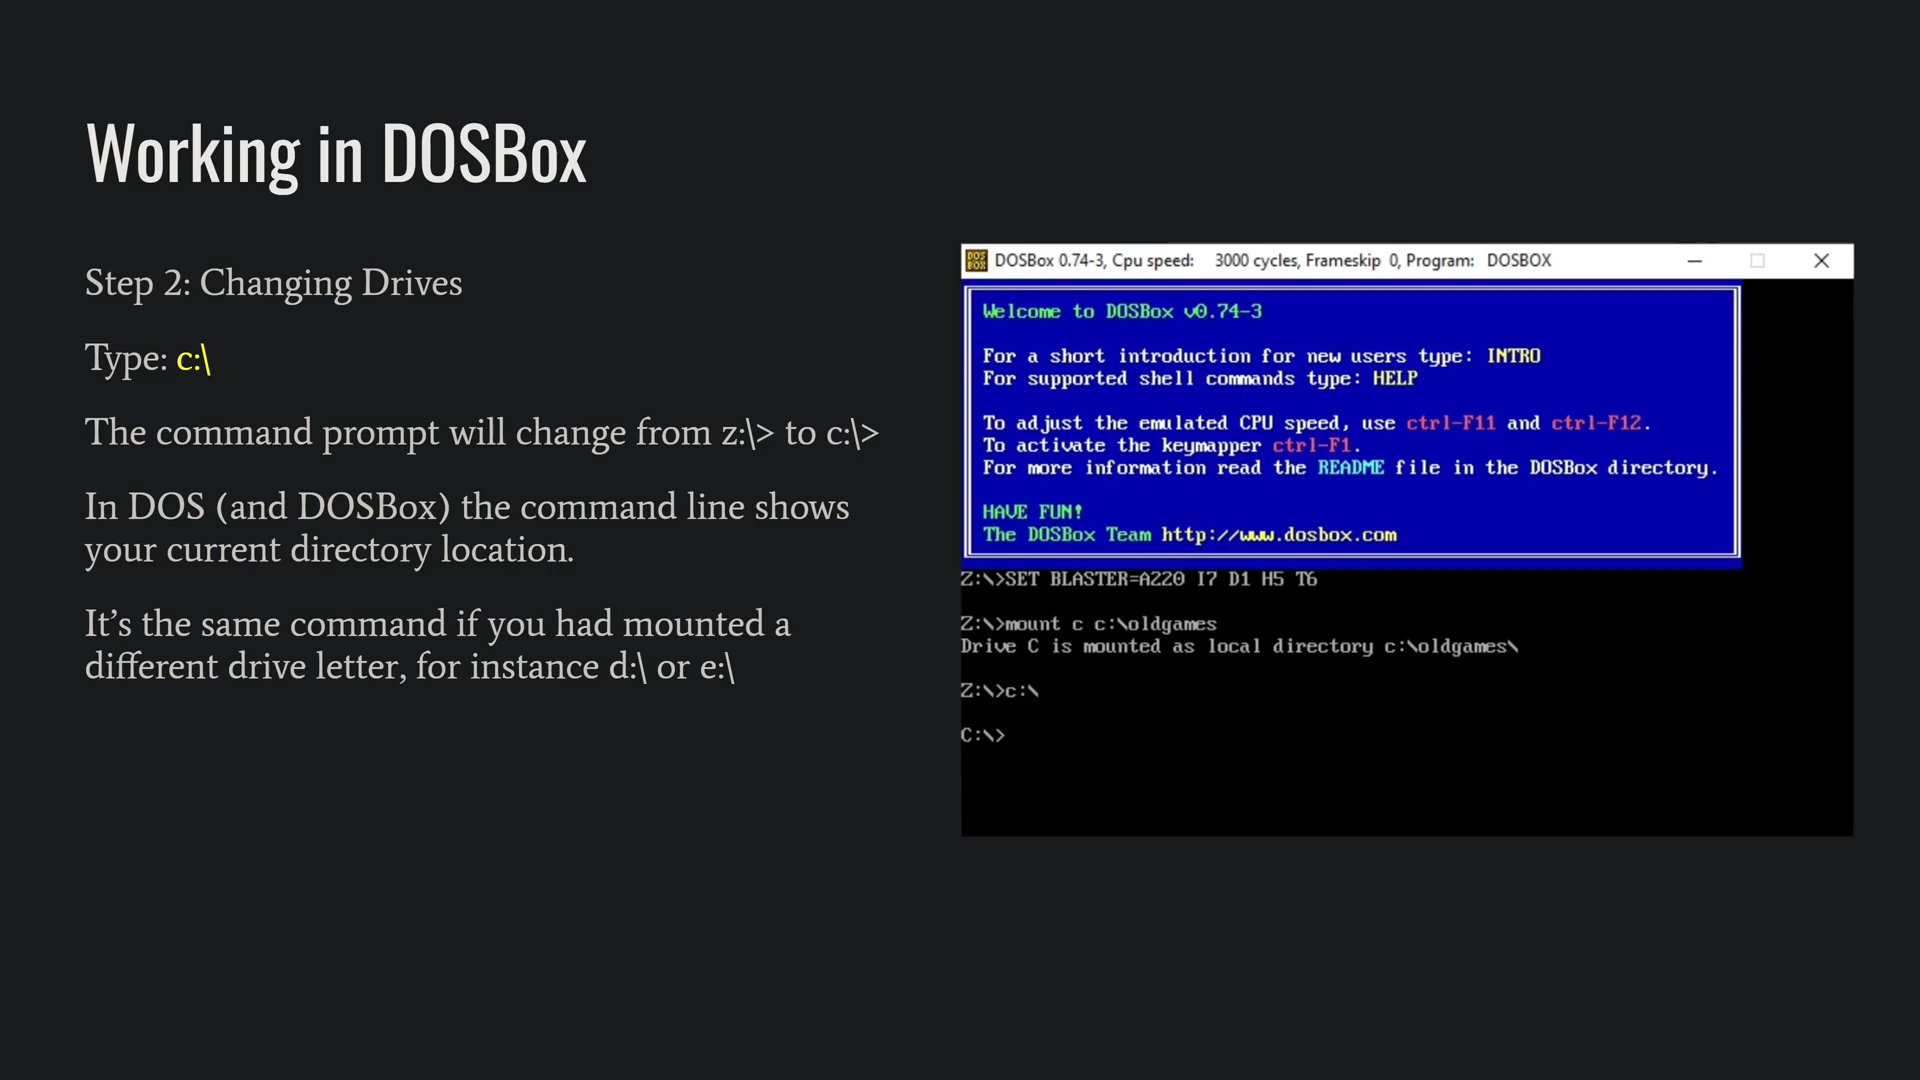 Working in DOSBox
Step 2: Changing Drives
Type: c:\
The command prompt will change from z:\> to c:\>
In DOS (and DOSBox) the command line shows
your current directory location.
It’s the same command if you had mounted a
different drive letter, for instance d:\ or e:\
DOS BOX
DOSBox 0.74-3, Cpu speed: 3000 cycles, Frameskip 0, Program: DOSBOX
Welcome to DOSBox v0.74-3
For a short introduction for new users type: INTRO
For supported shell commands type: HELP
To adjust the emulated CPU speed, use ctrl-F11 and ctrl-F12.
To activate the keymapper ctrl-F1.
For more information read the README file in the DOSBox directory.
HAVE FUN!
The DOSBox Team http://www.dosbox.com
Z:\>SET BLASTER=A220 I7 D1 H5 T6
Z:\>mount c c:\oldgames
Drive C is mounted as local directory c:\oldgames\
Z:\>c:\
C:\>